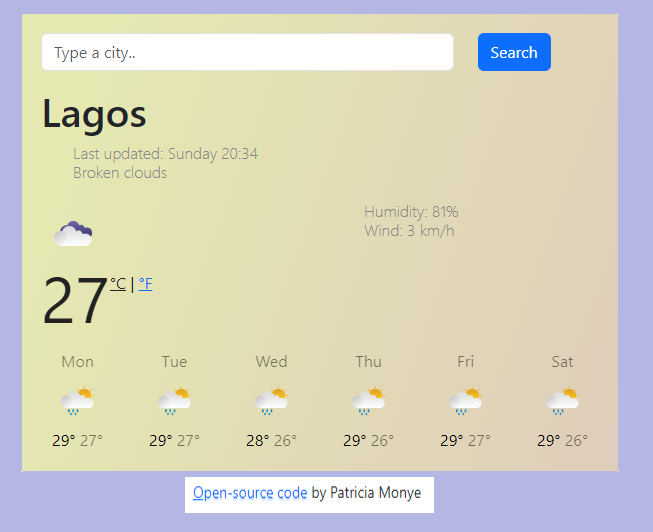 Type a city.. Search
Lagos
Last updated: Sunday 20:34
Broken clouds
Humidity: 81%
Wind: 3 km/h
27 °C | °F
Mon Tue Wed Thu Fri Sat
29° 27° 29° 27° 28° 26° 29° 26° 29° 27° 29° 26°
Open-source code by Patricia Monye